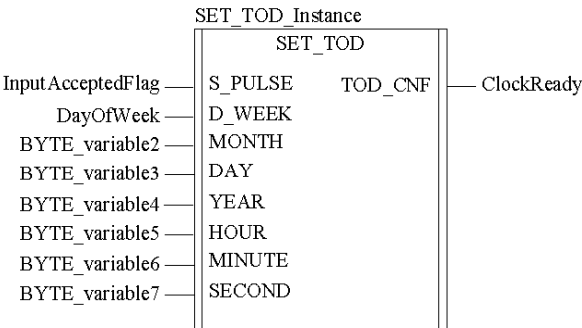 SET_TOD_Instance
SET_TOD
InputAcceptedFlag S_PULSE TOD_CNF ClockReady
DayOfWeek D_WEEK
BYTE_variable2 MONTH
BYTE_variable3 DAY
BYTE_variable4 YEAR
BYTE_variable5 HOUR
BYTE_variable6 MINUTE
BYTE_variable7 SECOND